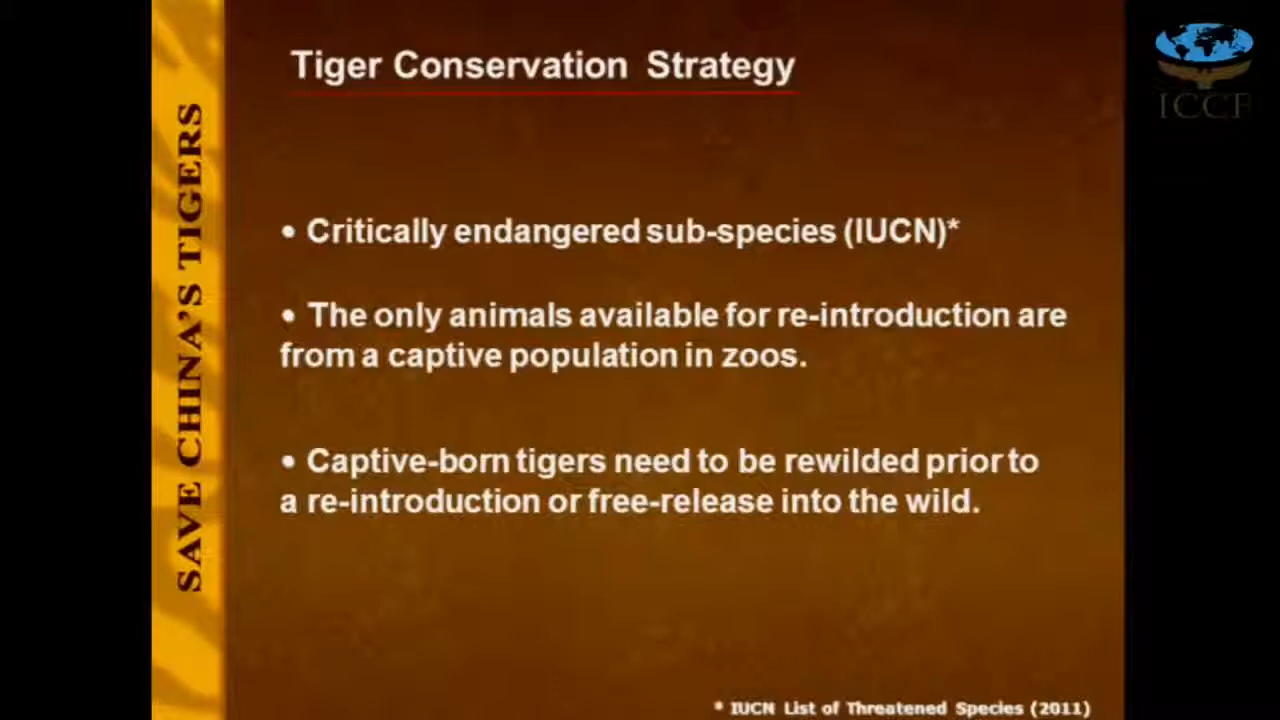 Tiger Conservation Strategy
• Critically endangered sub-species (IUCN)*
• The only animals available for re-introduction are
from a captive population in zoos.
• Captive-born tigers need to be rewilded prior to
a re-introduction or free-release into the wild.
* IUCN List of Threatened Species (2011)
SAVE CHINA'S TIGERS
ICCF